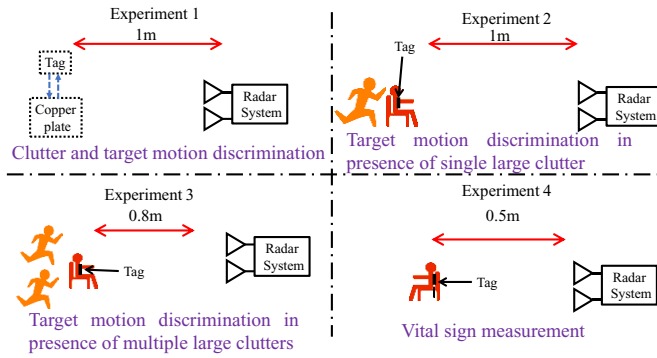 Experiment 1
1m
Tag
Copper
plate
Radar
System
Clutter and target motion discrimination
Experiment 2
1m
Tag
Radar
System
Target motion discrimination in
presence of single large clutter
Experiment 3
0.8m
Tag
Radar
System
Target motion discrimination in
presence of multiple large clutters
Experiment 4
0.5m
Tag
Radar
System
Vital sign measurement